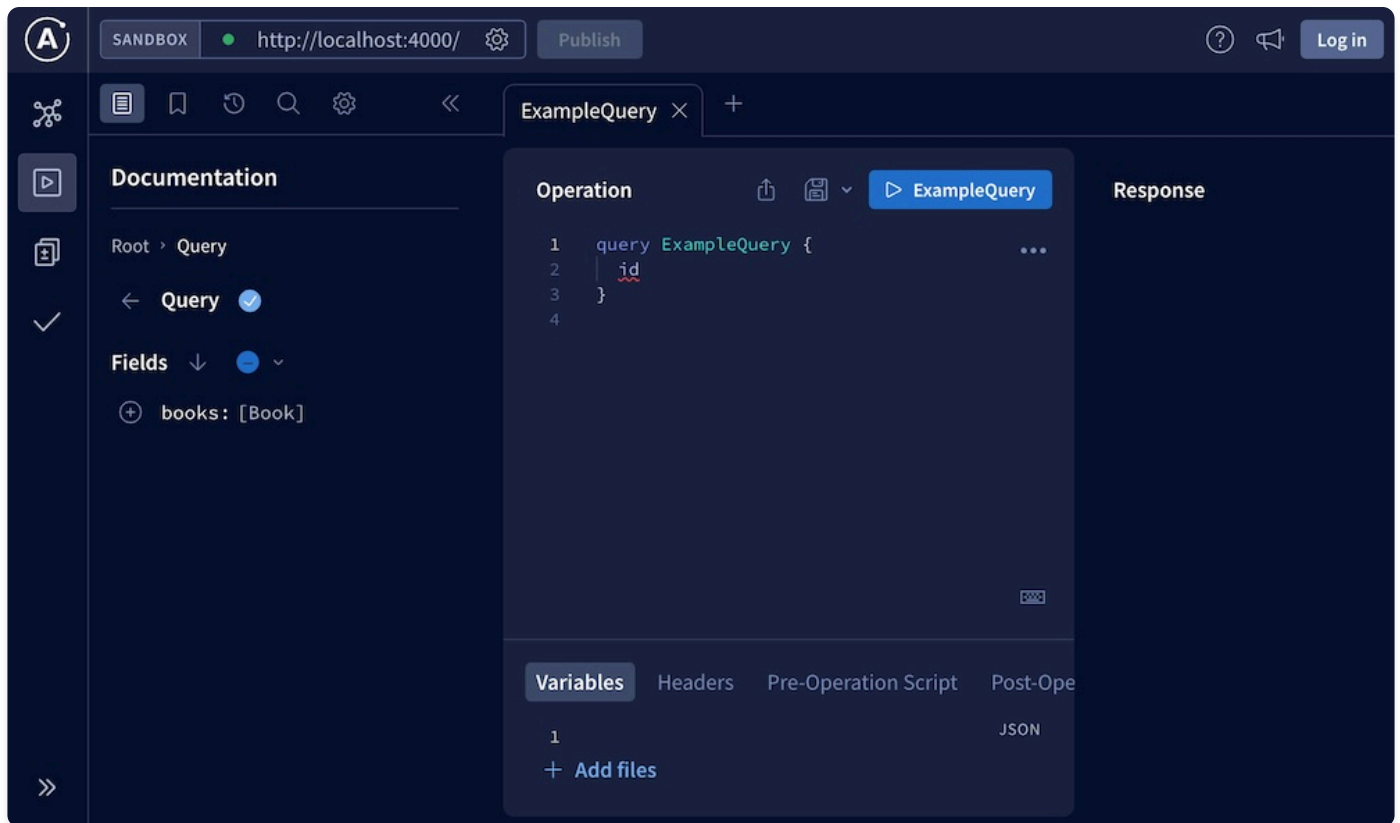 A SANDBOX http://localhost:4000/ Publish Log in
ExampleQuery
Documentation
Root › Query
Query
Fields
books: [Book]
Operation ExampleQuery
1 query ExampleQuery {
2 id
3 }
4
Variables Headers Pre-Operation Script Post-Ope
1 JSON
+ Add files
Response